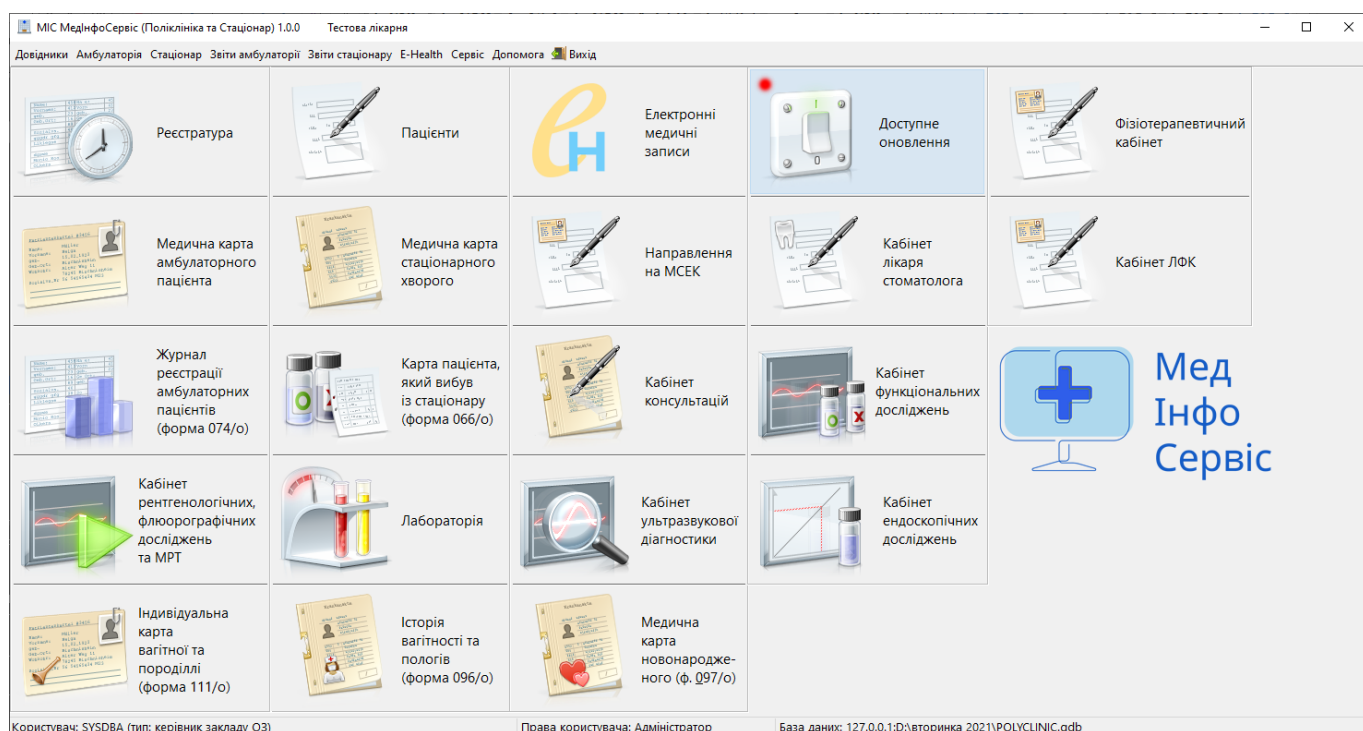 МІС МедІнфоСервіс (Поліклініка та Стаціонар) 1.0.0 Тестова лікарня
Довідники Амбулаторія Стаціонар Звіти амбулаторії Звіти стаціонару E-Health Сервіс Допомога Вихід
Реєстратура
Пацієнти
Електронні
медичні
записи
Доступне
оновлення
Фізіотерапевтичний
кабінет
Медична карта
амбулаторного
пацієнта
Медична карта
стаціонарного
хворого
Направлення
на МСЕК
Кабінет
лікаря
стоматолога
Кабінет ЛФК
Журнал
реєстрації
амбулаторних
пацієнтів
(форма 074/о)
Карта пацієнта,
який вибув
із стаціонару
(форма 066/о)
Кабінет
консультацій
Кабінет
функціональних
досліджень
Мед
Інфо
Сервіс
Кабінет
рентгенологічних,
флюорографічних
досліджень
та МРТ
Лабораторія
Кабінет
ультразвукової
діагностики
Кабінет
ендоскопічних
досліджень
Індивідуальна
карта
вагітної та
породіллі
(форма 111/о)
Історія
вагітності та
пологів
(форма 096/о)
Медична
карта
новонародже-
ного (ф. 097/о)
Користувач: SYSDBA (тип: керівник закладу ОЗ) Права користувача: Адміністратор База даних: 127.0.0.1:D:\вторинка 2021\POLYCLINIC.gdb